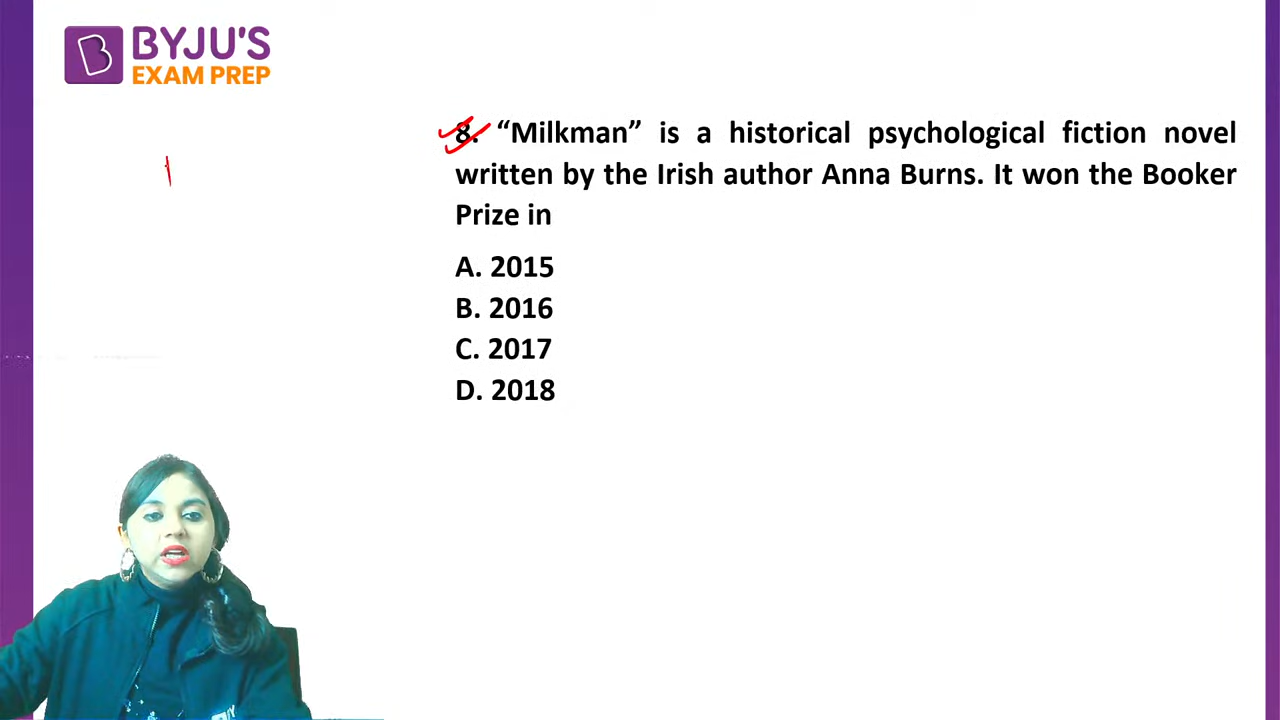 BYJU'S
EXAM PREP
8. “Milkman” is a historical psychological fiction novel
written by the Irish author Anna Burns. It won the Booker
Prize in
A. 2015
B. 2016
C. 2017
D. 2018